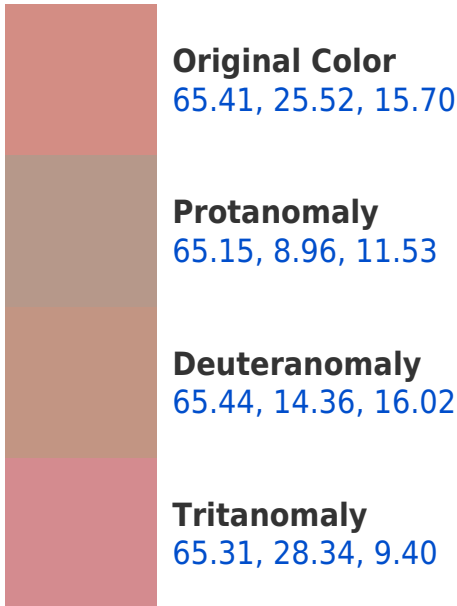 Original Color
65.41, 25.52, 15.70
Protanomaly
65.15, 8.96, 11.53
Deuteranomaly
65.44, 14.36, 16.02
Tritanomaly
65.31, 28.34, 9.40